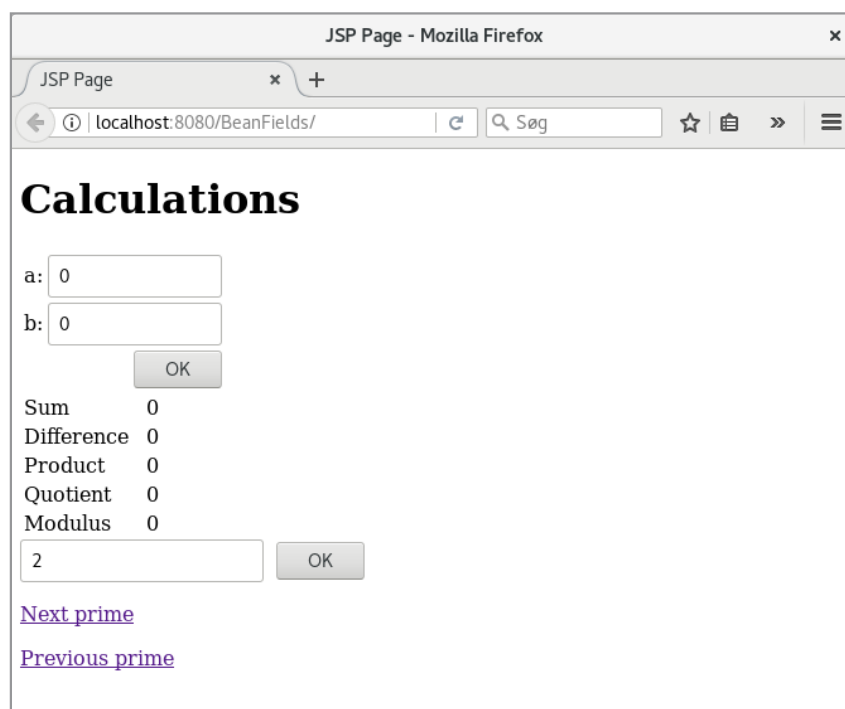 JSP Page - Mozilla Firefox
JSP Page
localhost:8080/BeanFields/ Søg
Calculations
a: 0
b: 0
OK
Sum 0
Difference 0
Product 0
Quotient 0
Modulus 0
2 OK
Next prime
Previous prime